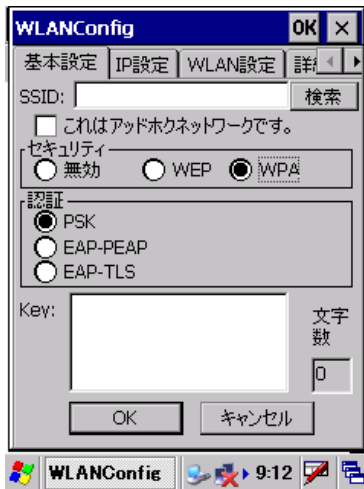 WLANConfig OK ×
基本設定 IP設定 WLAN設定
SSID: 検索
これはアッドホクネットワークです。
セキュリティ
無効 WEP WPA
認証
PSK
EAP-PEAP
EAP-TLS
Key: 文字数
0
OK キャンセル
WLANConfig 9:12